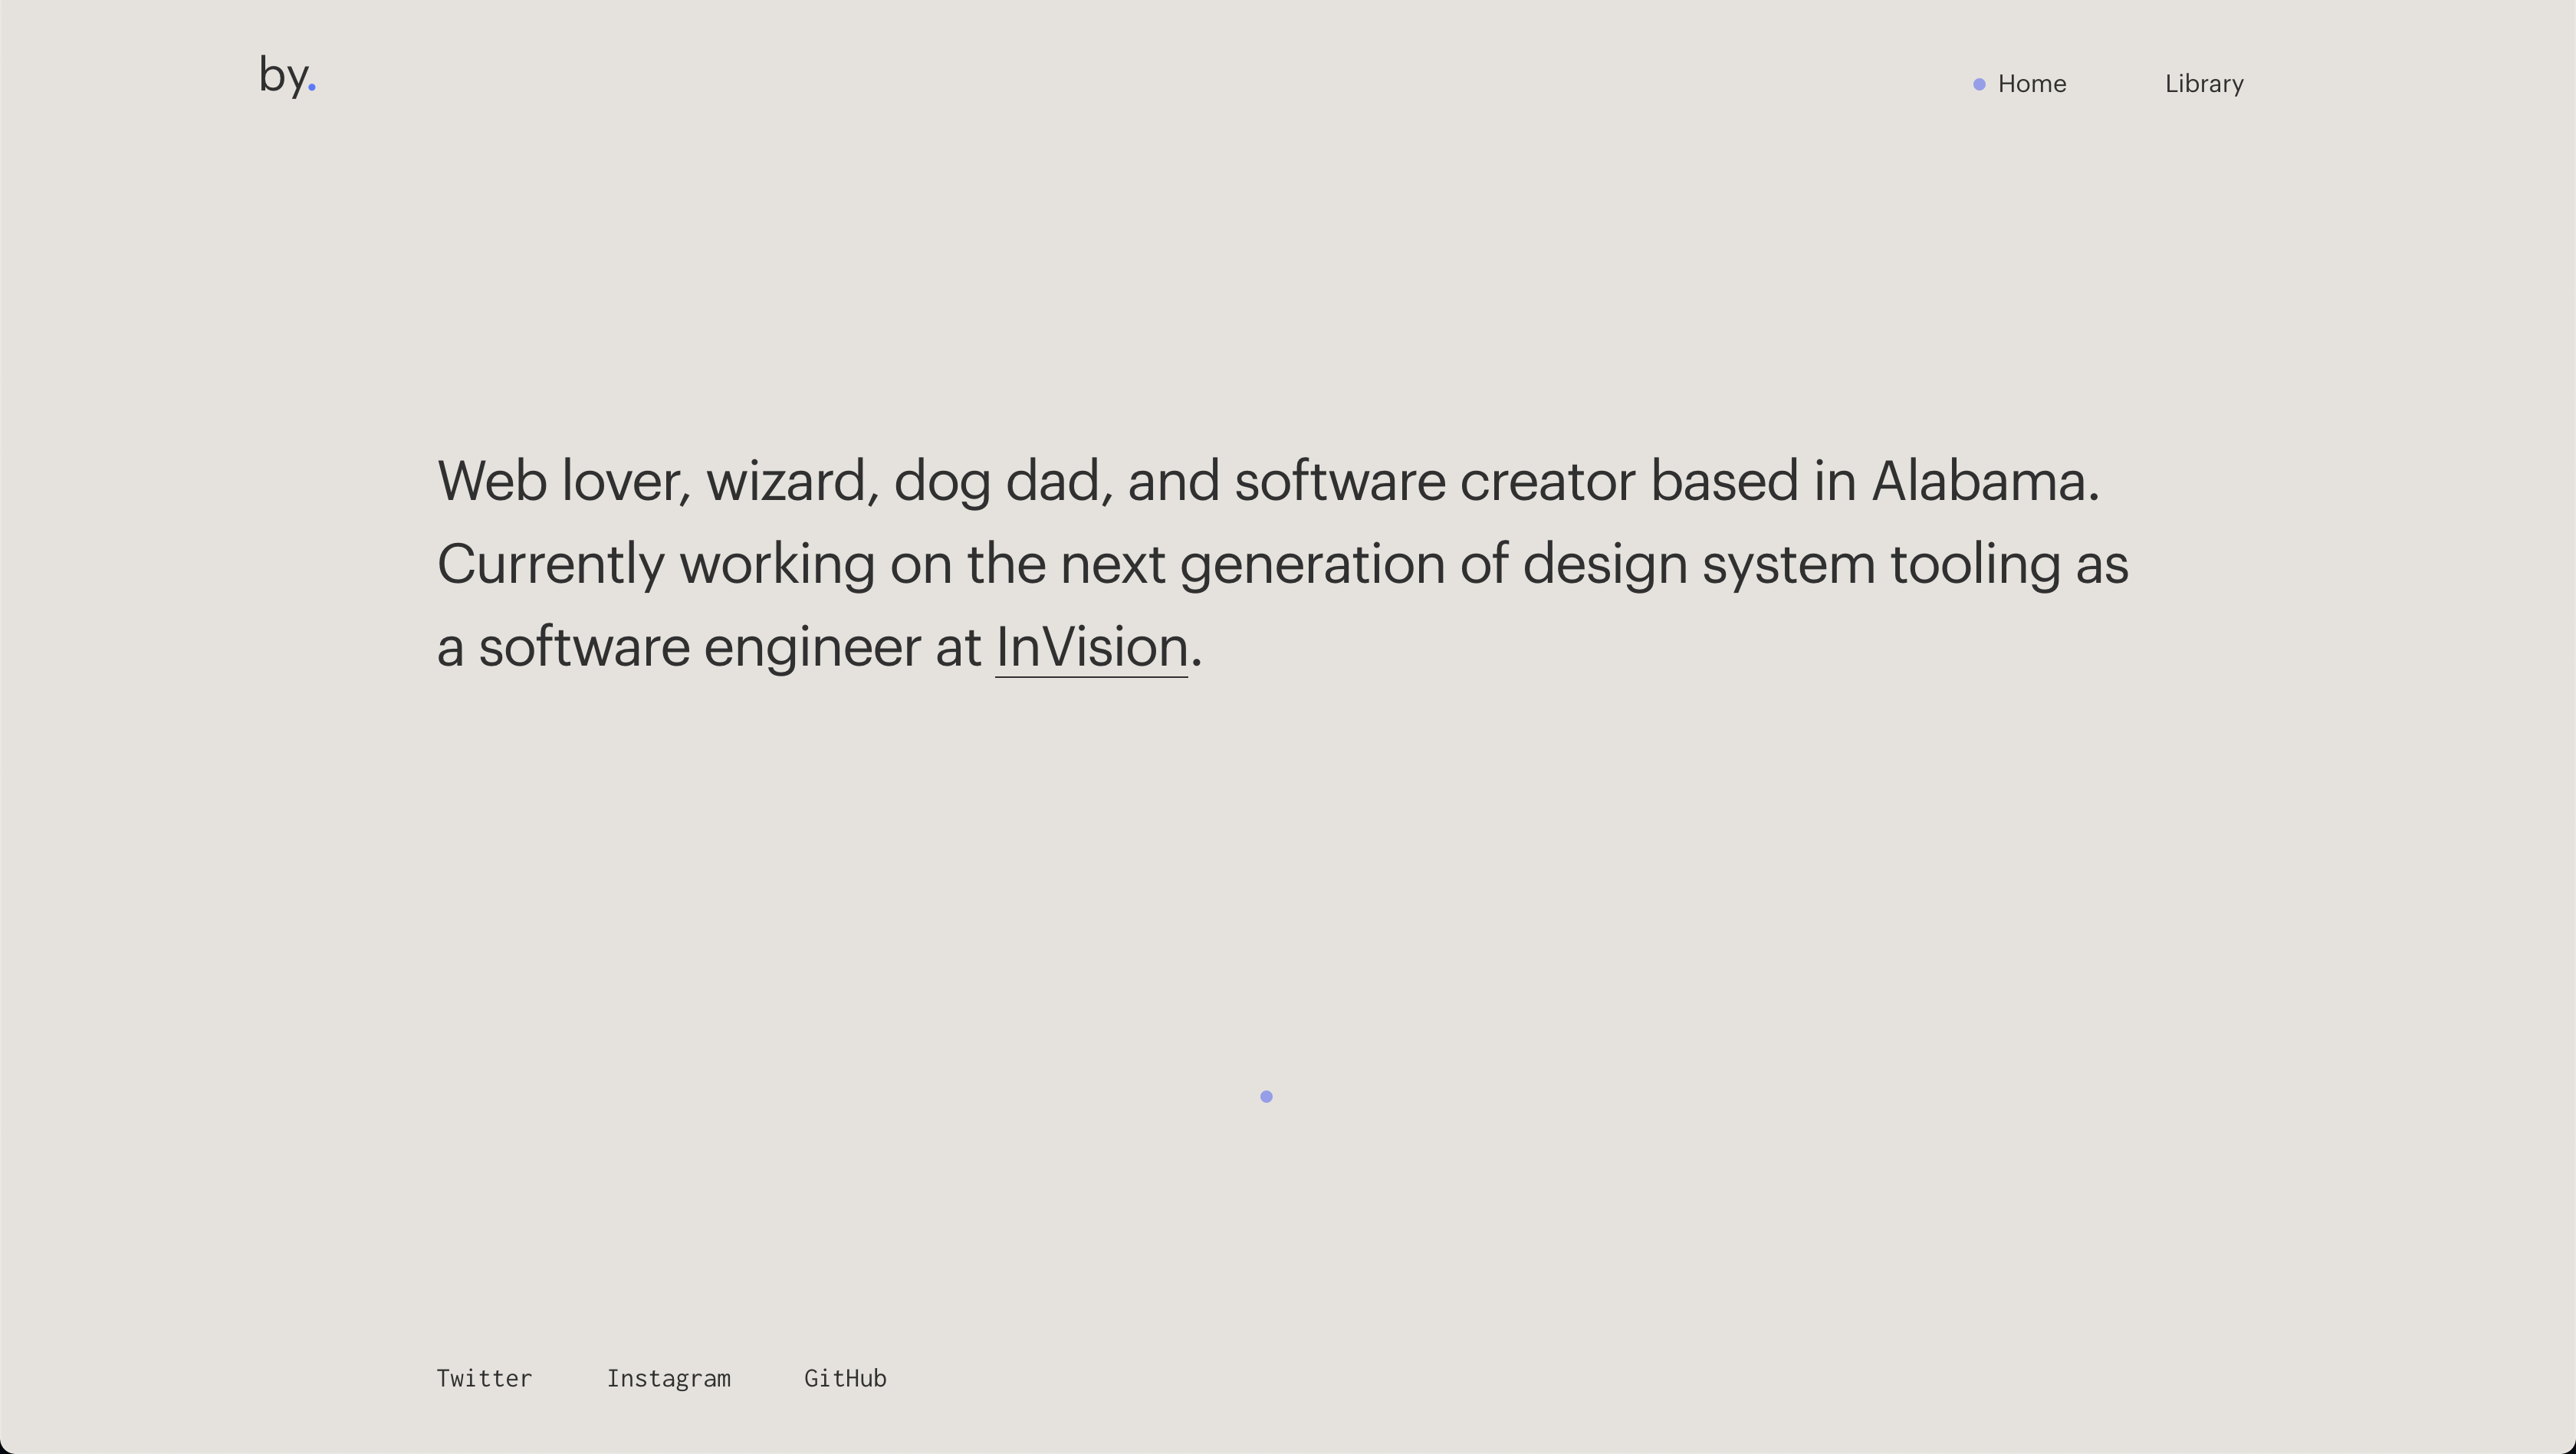 by.
Home
Library
Web lover, wizard, dog dad, and software creator based in Alabama.
Currently working on the next generation of design system tooling as
a software engineer at InVision.
Twitter
Instagram
GitHub